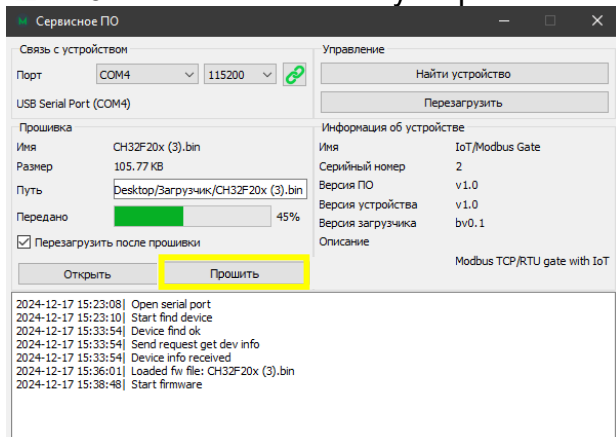 Сервисное ПО
Связь с устройством
Порт COM4 115200
USB Serial Port (COM4)
Управление
Найти устройство
Перезагрузить
Прошивка
Имя CH32F20x (3).bin
Размер 105.77 KB
Путь Desktop/Загрузчик/CH32F20x (3).bin
Передано 45%
Перезагрузить после прошивки
Открыть Прошить
Информация об устройстве
Имя IoT/Modbus Gate
Серийный номер 2
Версия ПО v1.0
Версия устройства v1.0
Версия загрузчика bv0.1
Описание
Modbus TCP/RTU gate with IoT
2024-12-17 15:23:08| Open serial port
2024-12-17 15:23:10| Start find device
2024-12-17 15:33:54| Device find ok
2024-12-17 15:33:54| Send request get dev info
2024-12-17 15:33:54| Device info received
2024-12-17 15:36:01| Loaded fw file: CH32F20x (3).bin
2024-12-17 15:38:48| Start firmware